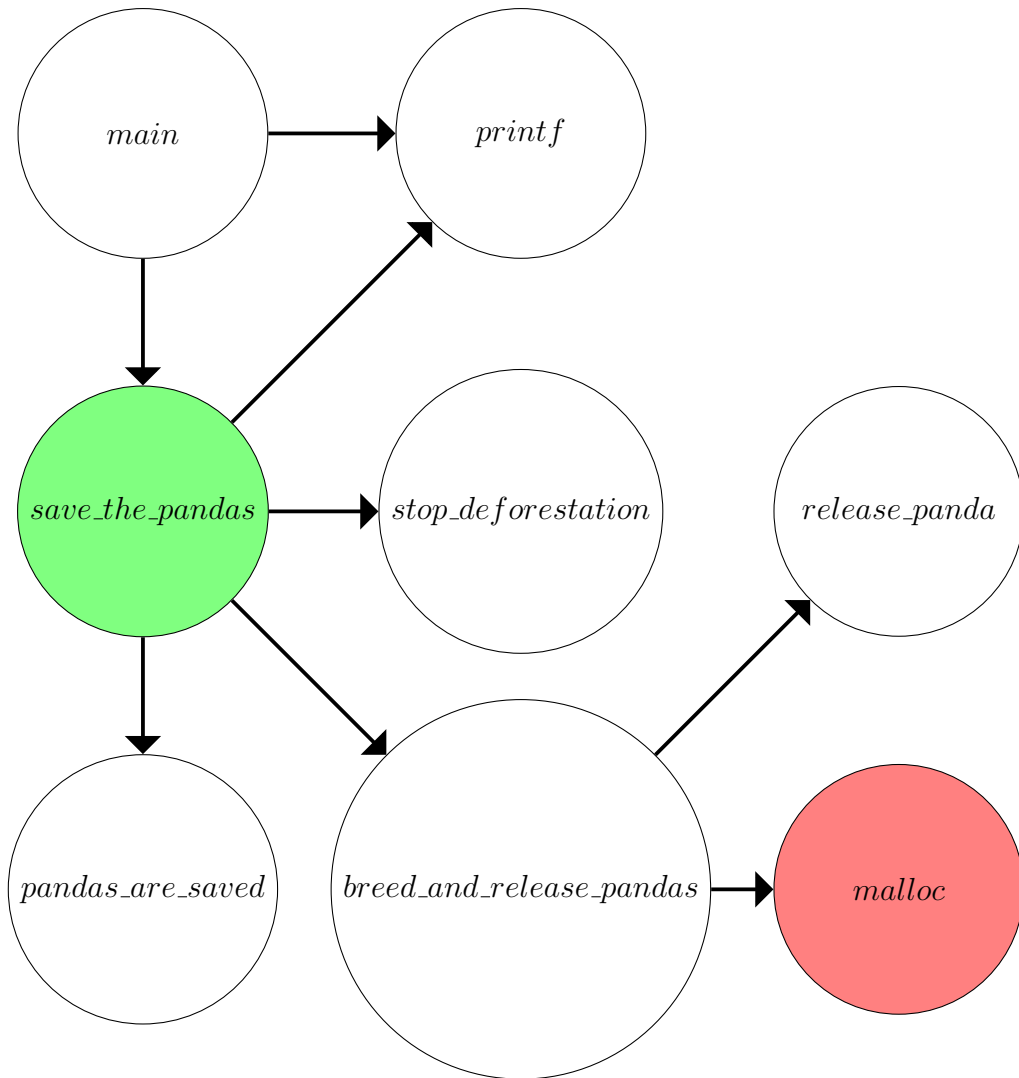 main
printf
save_the_pandas
stop_deforestation
release_panda
pandas_are_saved
breed_and_release_pandas
malloc